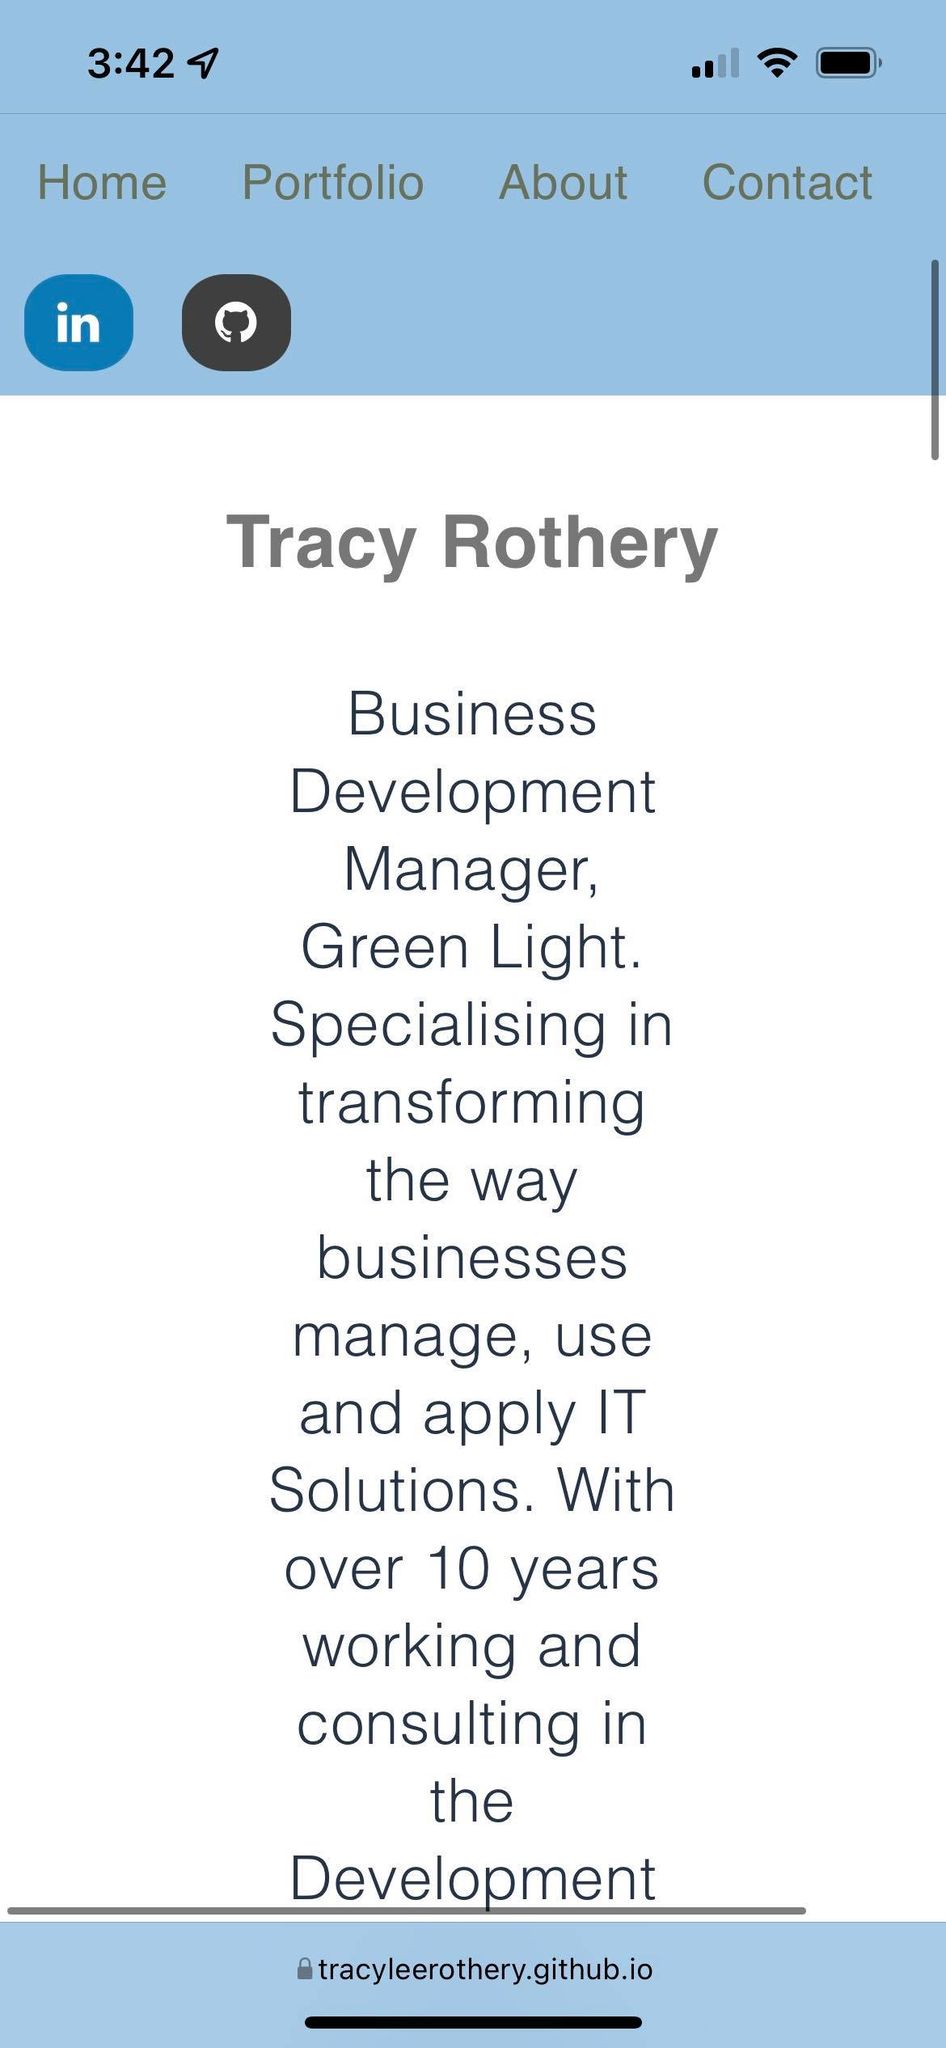 3:42
Home Portfolio About Contact
in
Tracy Rothery
Business
Development
Manager,
Green Light.
Specialising in
transforming
the way
businesses
manage, use
and apply IT
Solutions. With
over 10 years
working and
consulting in
the
Development
tracyleerothery.github.io